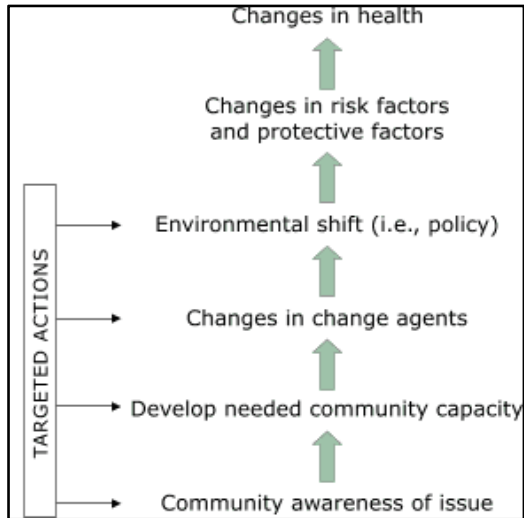 Changes in health
Changes in risk factors
and protective factors
Environmental shift (i.e., policy)
Changes in change agents
Develop needed community capacity
Community awareness of issue
TARGETED ACTIONS